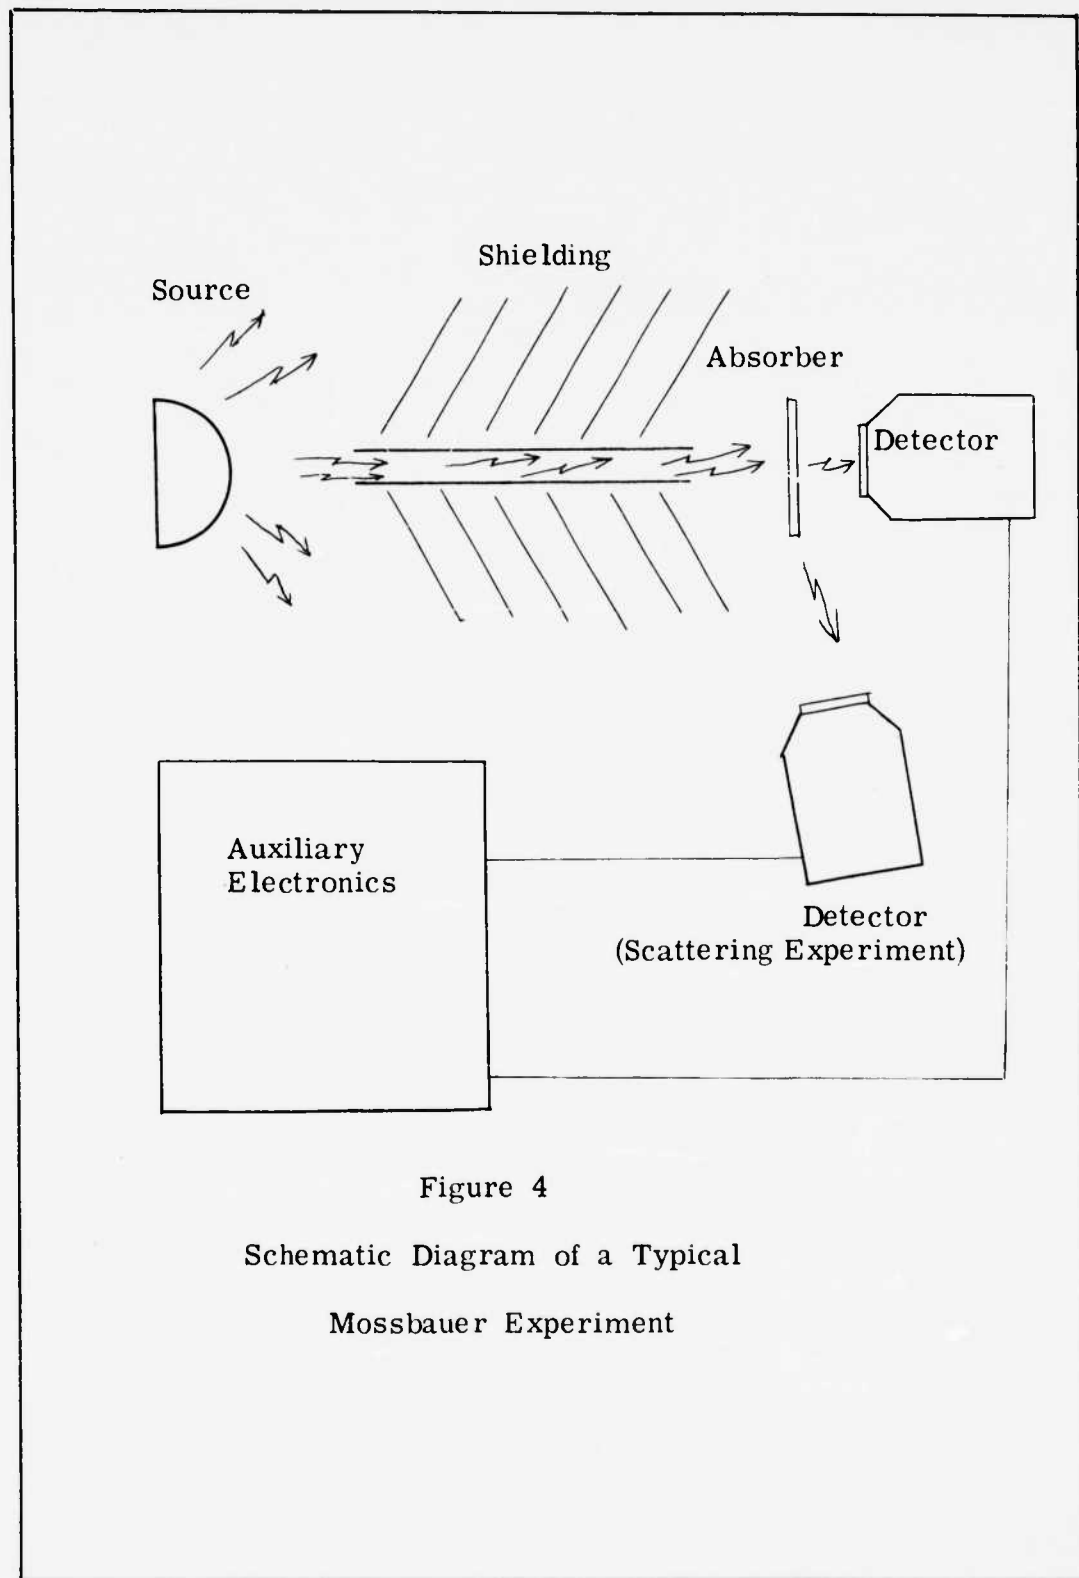 Shielding
Source
Absorber
Detector
Auxiliary
Electronics
Detector
(Scattering Experiment)
Figure 4
Schematic Diagram of a Typical
Mossbauer Experiment